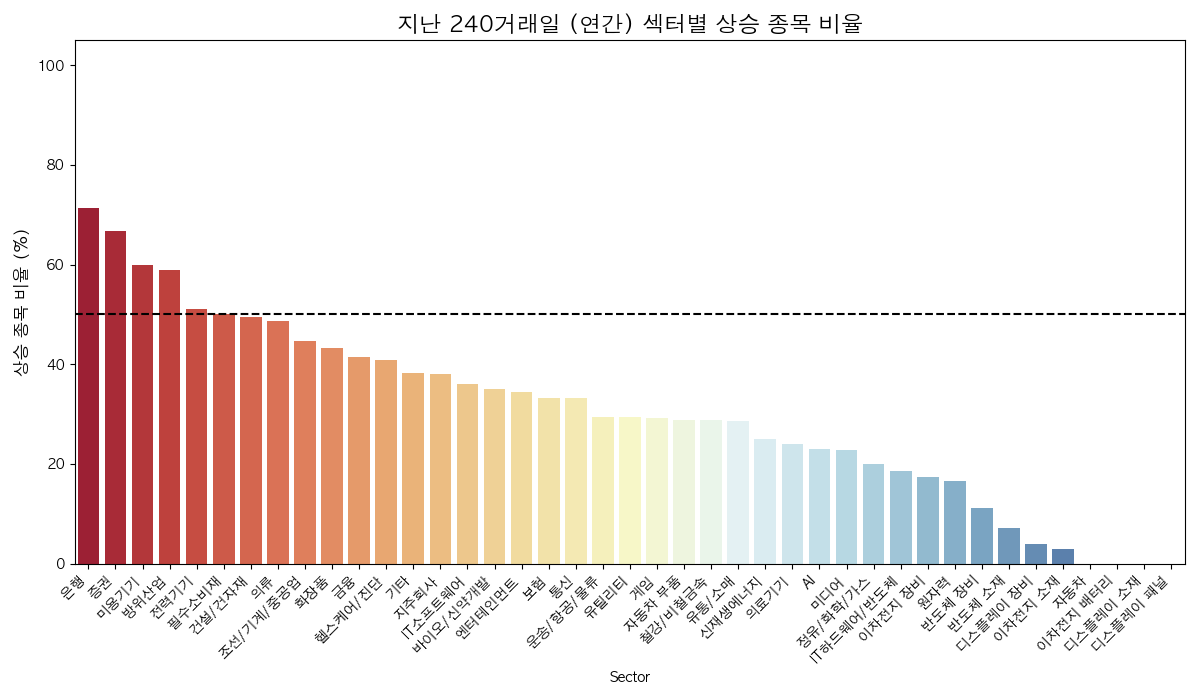 지난 240거래일 (연간) 섹터별 상승 종목 비율
상승 종목 비율 (%)
100
80
60
40
20
0
은행
증권
미용기기
방위산업
전력기기
필수소비재
건설/건자재
의류
조선/기계/중공업
화장품
금융
헬스케어/진단
기타
지주회사
IT소프트웨어
바이오/신약개발
엔터테인먼트
보험
통신
운송/항공/물류
유틸리티
게임
자동차 부품
철강/비철금속
유통/소매
신재생에너지
의료기기
AI
미디어
정유/화학/가스
IT하드웨어/반도체
이차전지 장비
원자력
반도체 장비
반도체 소재
디스플레이 장비
이차전지 소재
자동차
이차전지 배터리
디스플레이 소재
디스플레이 패널
Sector